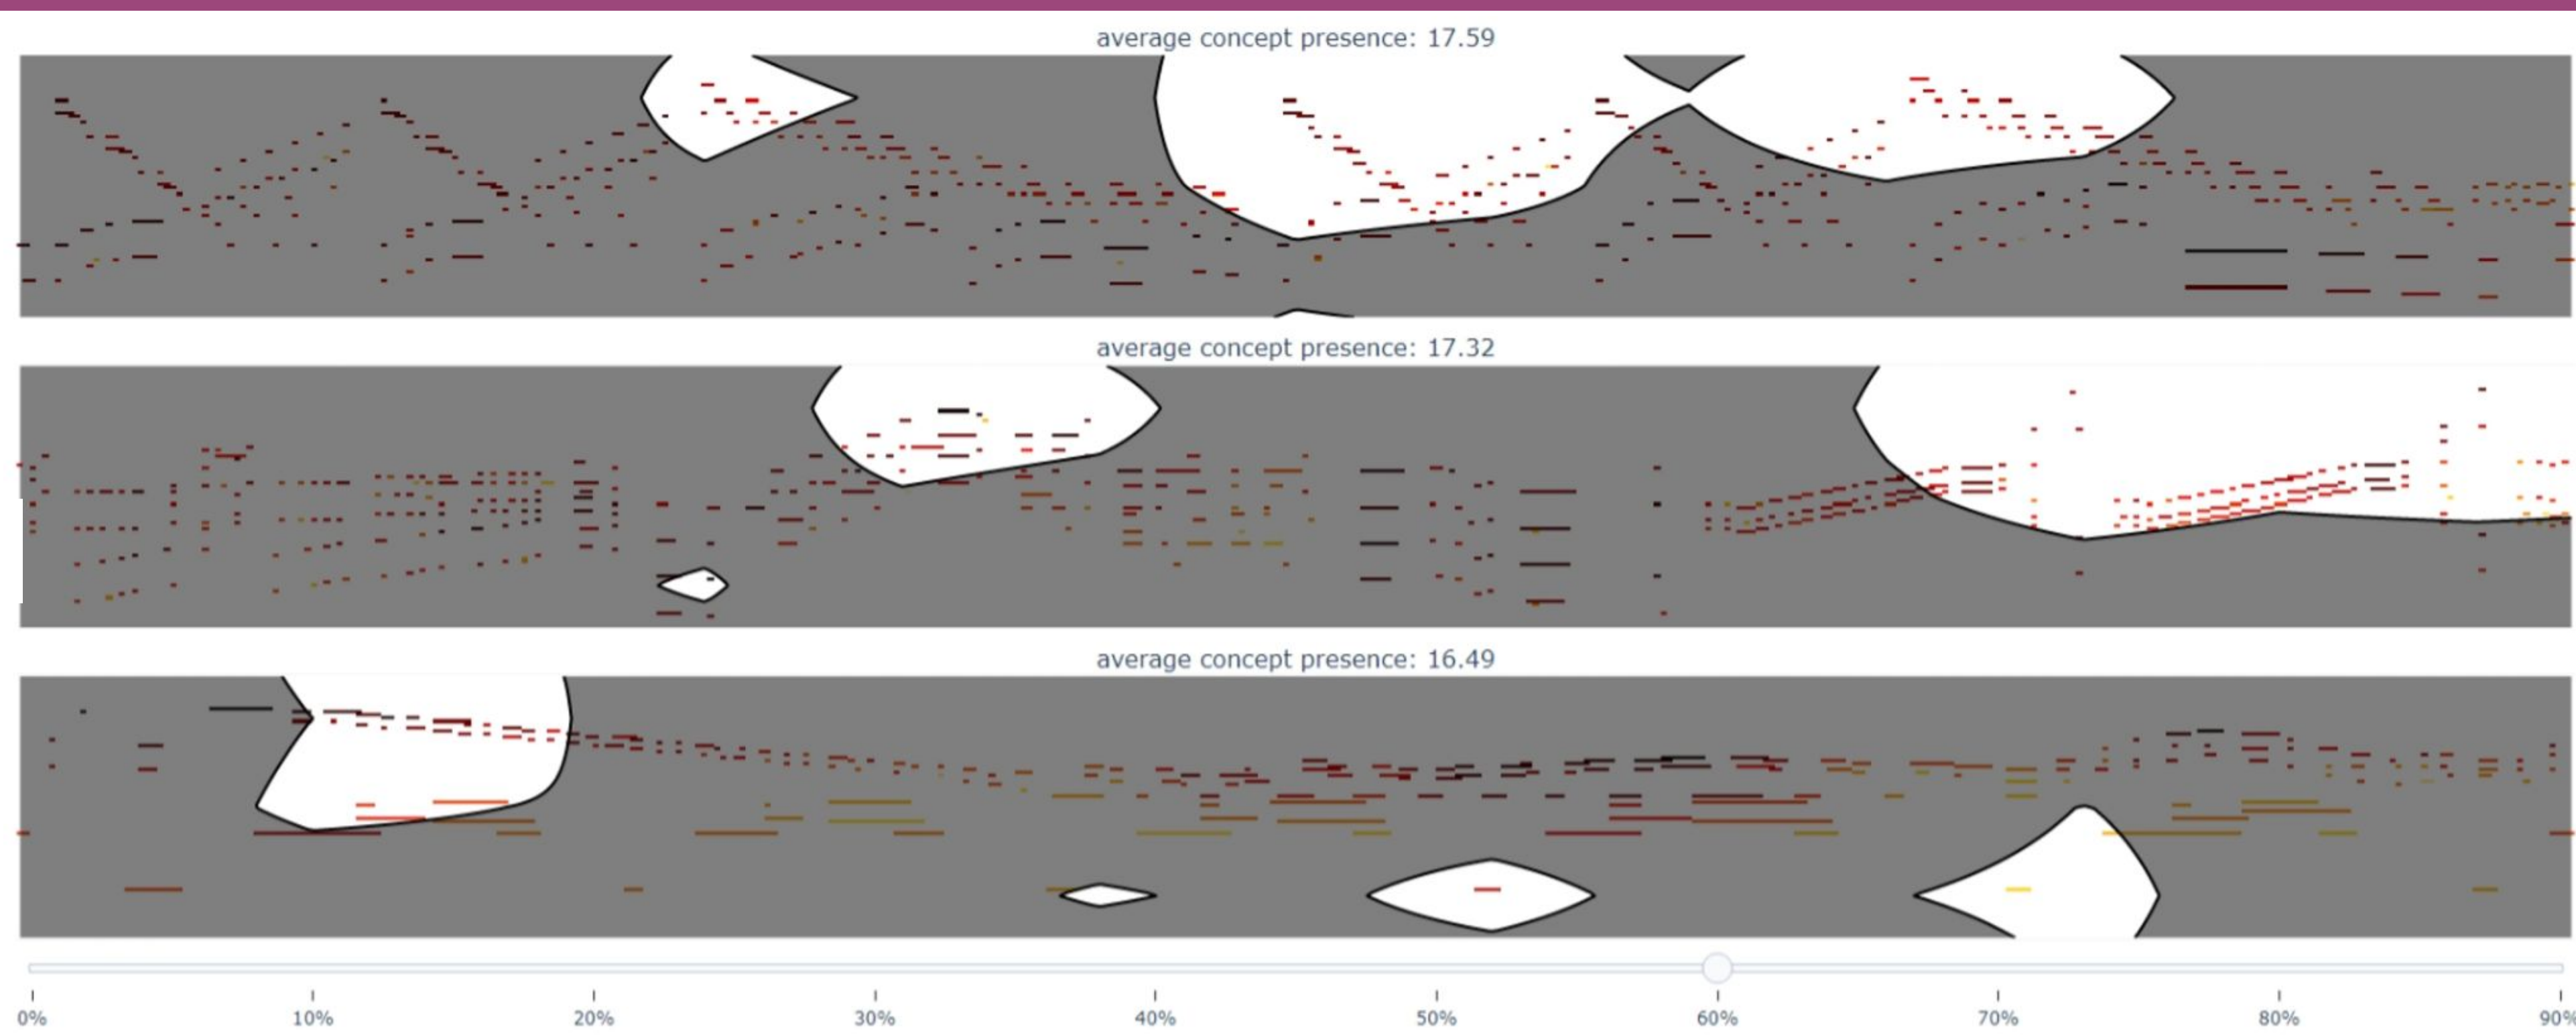 average concept presence: 17.59
average concept presence: 17.32
average concept presence: 16.49
0% 10% 20% 30% 40% 50% 60% 70% 80% 90%